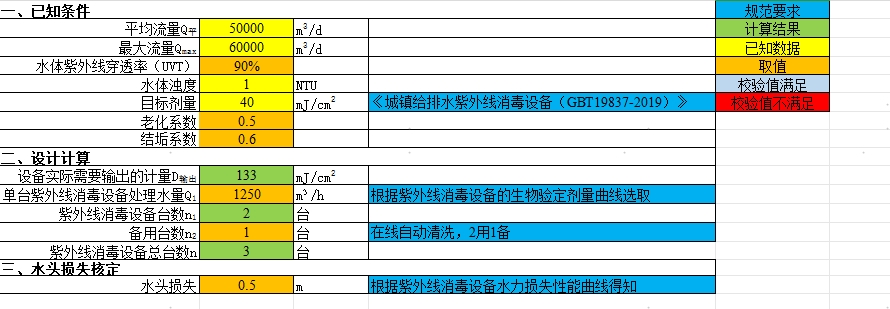 一、已知条件 规范要求
平均流量Q平 50000 m³/d 计算结果
最大流量Qmax 60000 m³/d 已知数据
水体紫外线穿透率（UVT） 90% 取值
水体浊度 1 NTU 校验值满足
目标剂量 40 mJ/cm² 《城镇给排水紫外线消毒设备（GBT19837-2019）》 校验值不满足
老化系数 0.5
结垢系数 0.6
二、设计计算
设备实际需要输出的计量D输出 133 mJ/cm²
单台紫外线消毒设备处理水量Q₁ 1250 m³/h 根据紫外线消毒设备的生物验定剂量曲线选取
紫外线消毒设备台数n₁ 2 台
备用台数n₂ 1 台 在线自动清洗，2用1备
紫外线消毒设备总台数n 3 台
三、水头损失核定
水头损失 0.5 m 根据紫外线消毒设备水力损失性能曲线得知